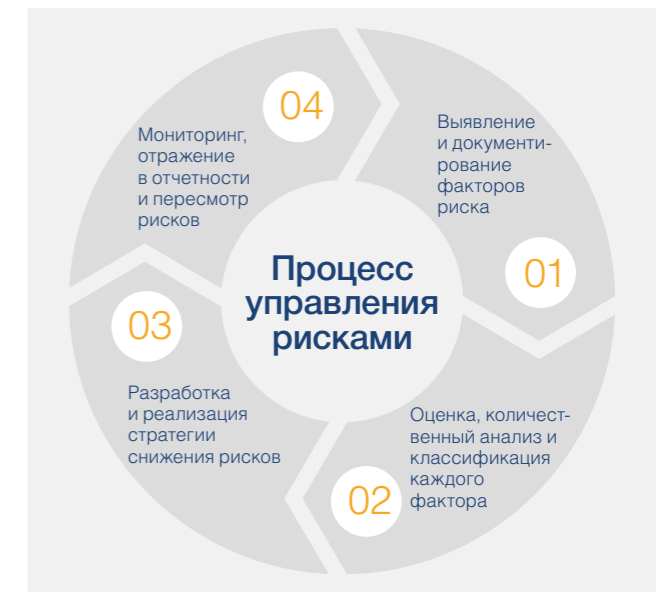 Процесс
управления
рисками
Выявление
и документи-
рование
факторов
риска
01
Оценка, количест-
венный анализ и
классификация
каждого
фактора
02
03
Разработка
и реализация
стратегии
снижения рисков
04
Мониторинг,
отражение
в отчетности
и пересмотр
рисков